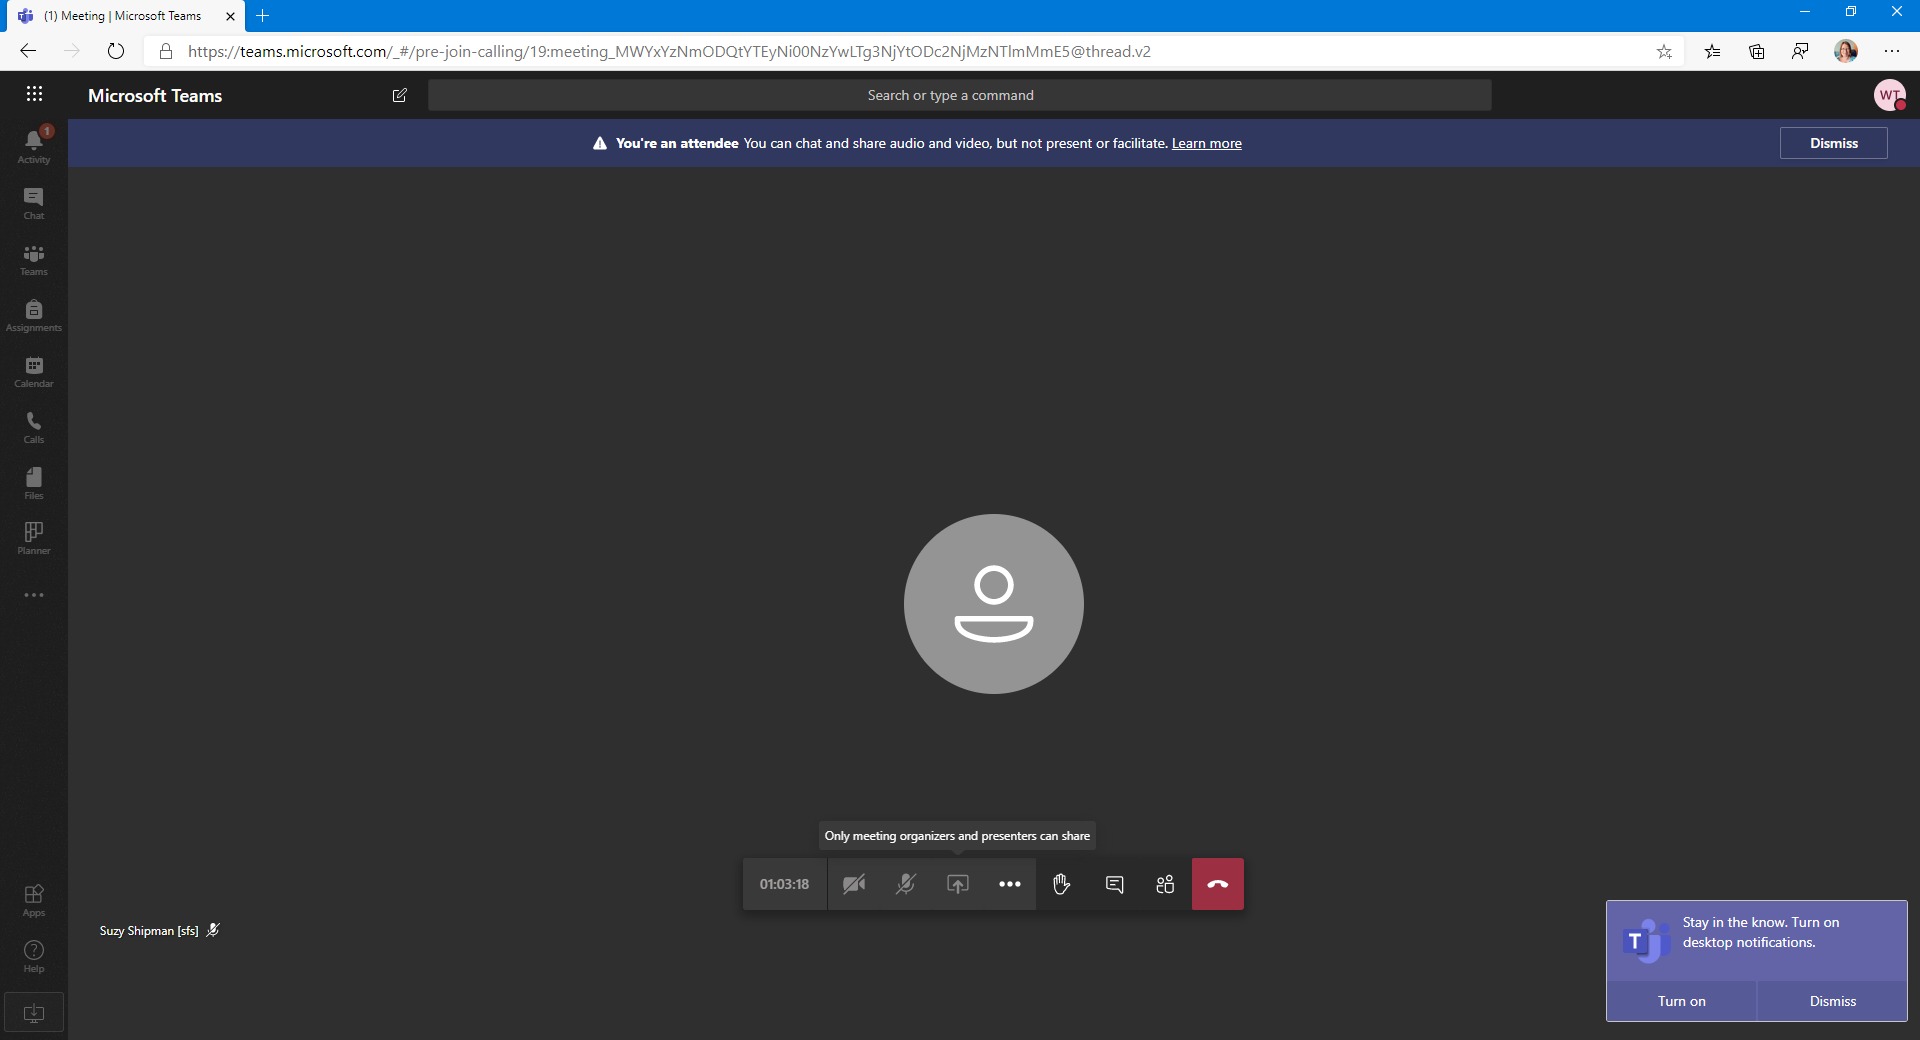 (1) Meeting | Microsoft Teams
https://teams.microsoft.com/_#/pre-join-calling/19:meeting_MWYxYzNmODQtYTEyNi00NzYwLTg3NjYtODc2NjMzNTlmMmE5@thread.v2
Microsoft Teams
Search or type a command
WT
1
Activity
You're an attendee You can chat and share audio and video, but not present or facilitate. Learn more
Dismiss
Chat
Teams
Assignments
Calendar
Calls
Files
Planner
Only meeting organizers and presenters can share
01:03:18
Apps
Help
Suzy Shipman [sfs]
T
Stay in the know. Turn on
desktop notifications.
Turn on
Dismiss